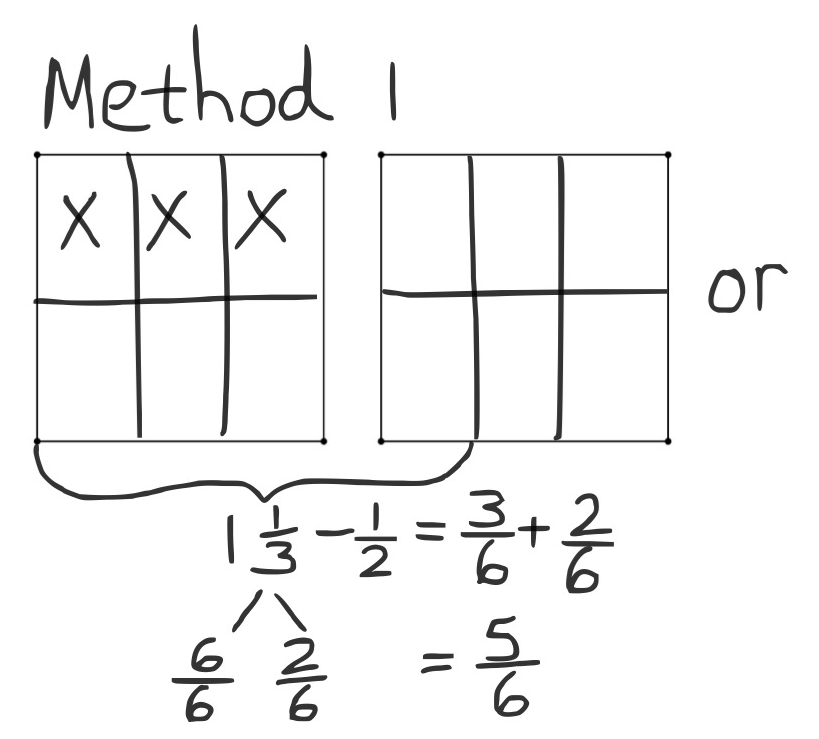 Method 1
X X X
or
1 1/3 - 1/2 = 3/6 + 2/6
6/6 2/6 = 5/6